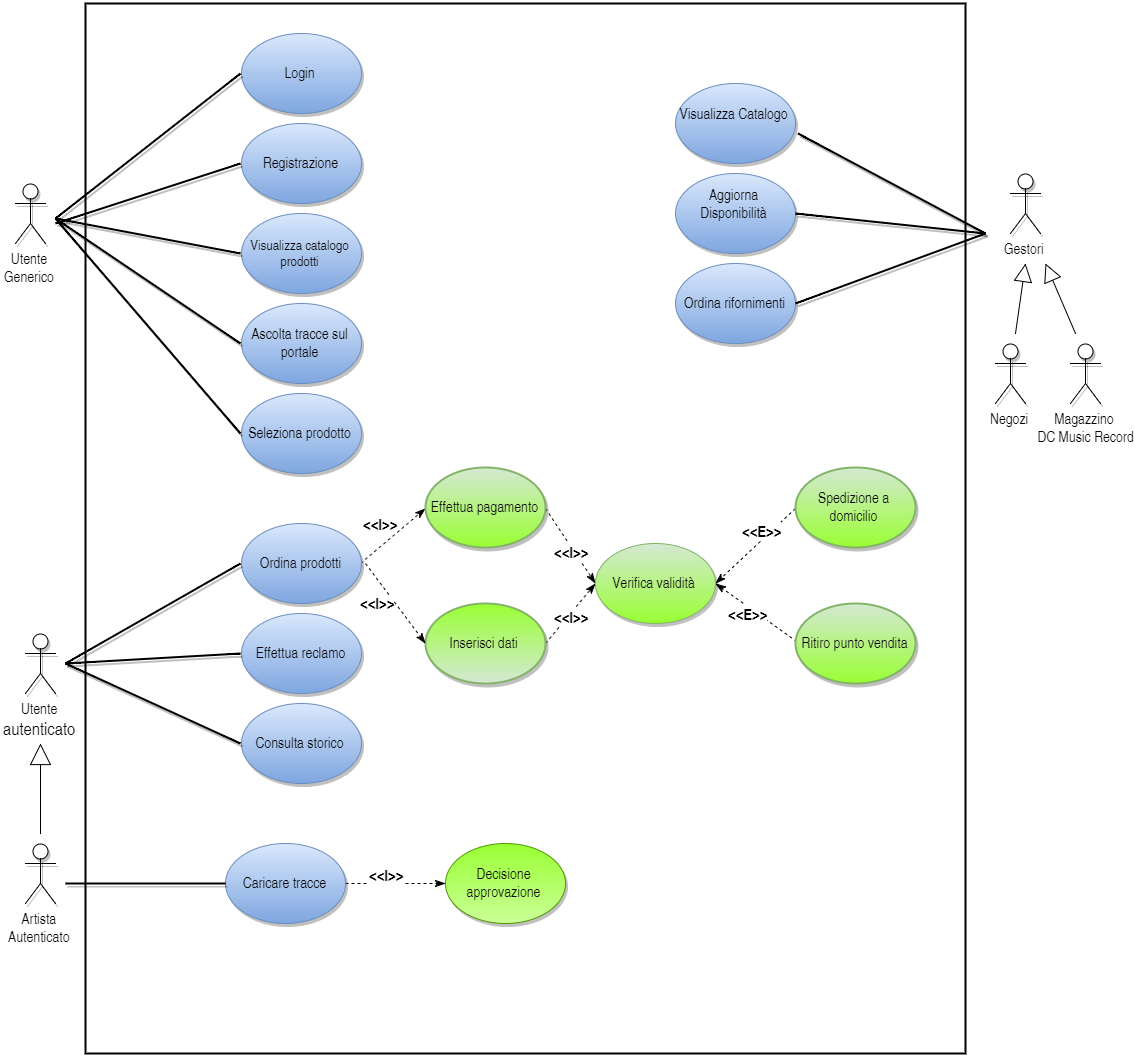 Login
Registrazione
Visualizza catalogo
prodotti
Ascolta tracce sul
portale
Seleziona prodotto
Utente
Generico
Visualizza Catalogo
Aggiorna
Disponibilità
Ordina rifornimenti
Gestori
Negozi
Magazzino
DC Music Record
Ordina prodotti
Effettua reclamo
Consulta storico
Utente
autenticato
<<I>>
<<I>>
Effettua pagamento
Inserisci dati
<<I>>
<<I>>
Verifica validità
<<E>>
<<E>>
Spedizione a
domicilio
Ritiro punto vendita
Artista
Autenticato
Caricare tracce
<<I>>
Decisione
approvazione